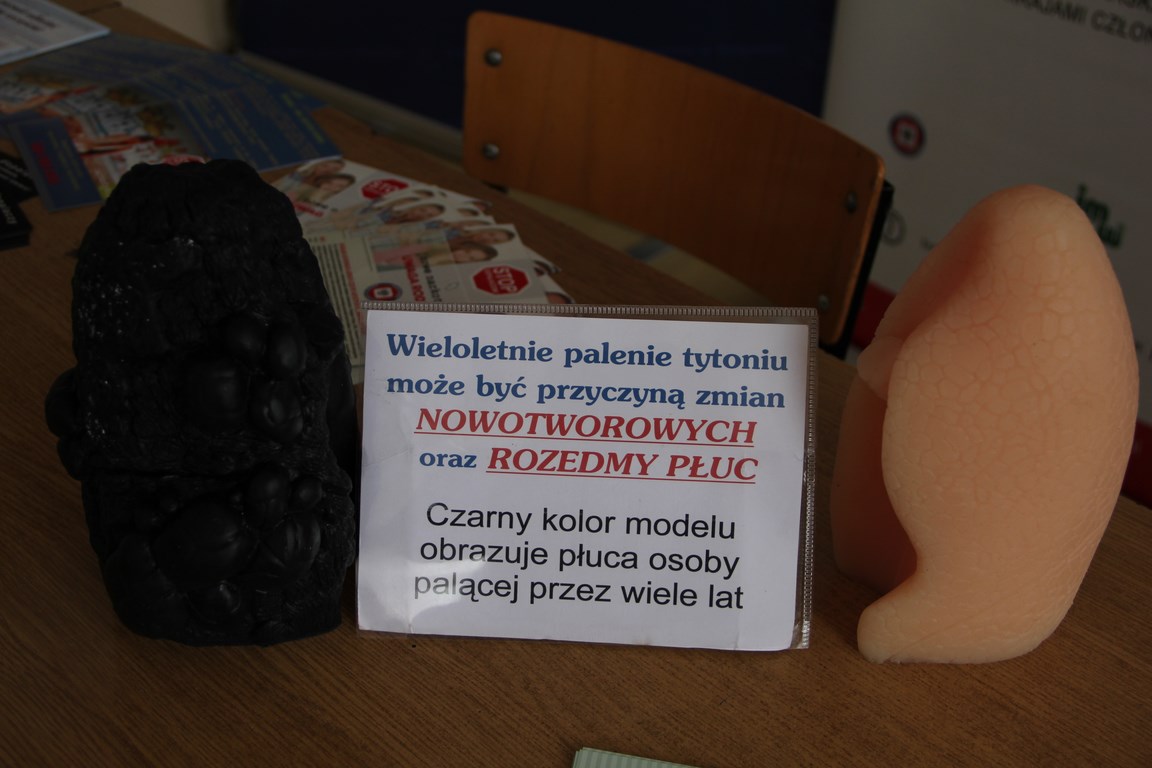 Wieloletnie palenie tytoniu
może być przyczyną zmian
NOWOTWOROWYCH
oraz ROZEDMY PŁUC
Czarny kolor modelu
obrazuje płuca osoby
palącej przez wiele lat
STOP